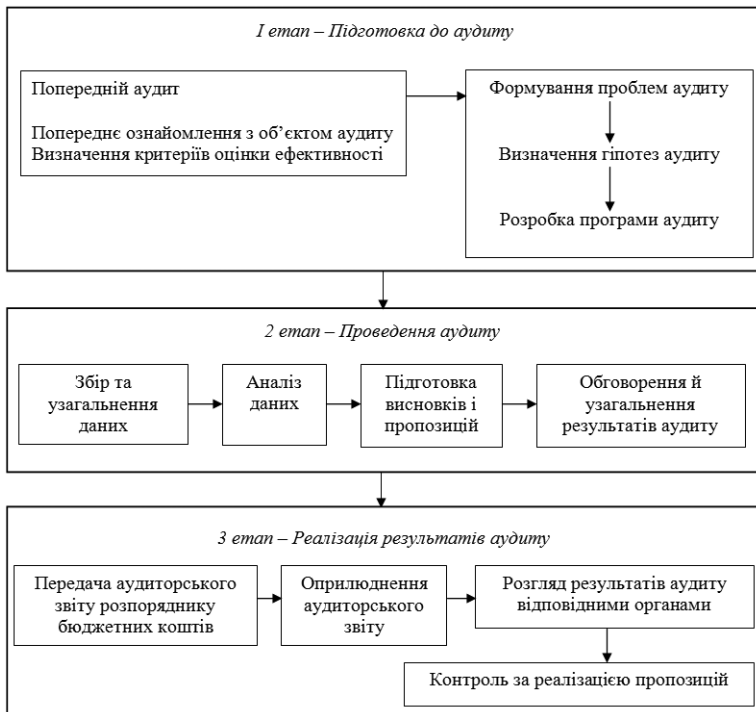 I етап – Підготовка до аудиту
Попередній аудит
Попереднє ознайомлення з об’єктом аудиту
Визначення критеріїв оцінки ефективності
Формування проблем аудиту
Визначення гіпотез аудиту
Розробка програми аудиту
2 етап – Проведення аудиту
Збір та
узагальнення
даних
Аналіз
даних
Підготовка
висновків і
пропозицій
Обговорення й
узагальнення
результатів аудиту
3 етап – Реалізація результатів аудиту
Передача аудиторського
звіту розпоряднику
бюджетних коштів
Оприлюднення
аудиторського
звіту
Розгляд результатів аудиту
відповідними органами
Контроль за реалізацією пропозицій